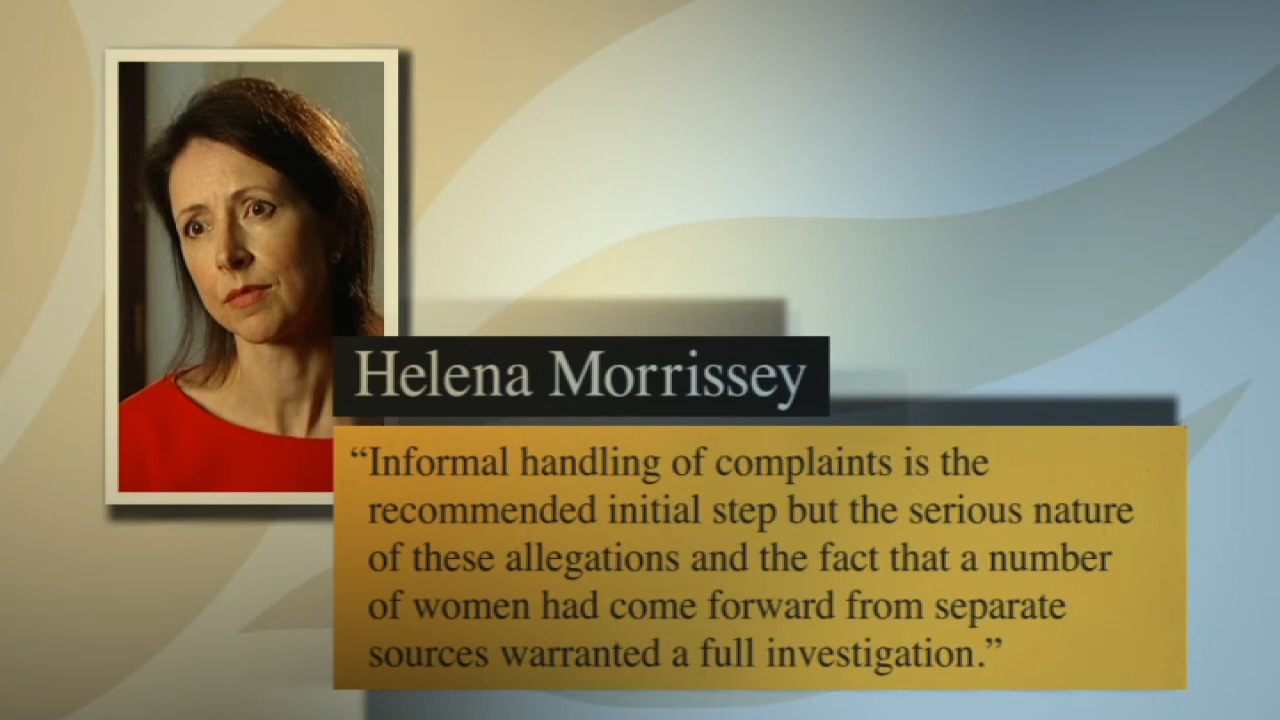 Helena Morrissey
“Informal handling of complaints is the
recommended initial step but the serious nature
of these allegations and the fact that a number
of women had come forward from separate
sources warranted a full investigation.”